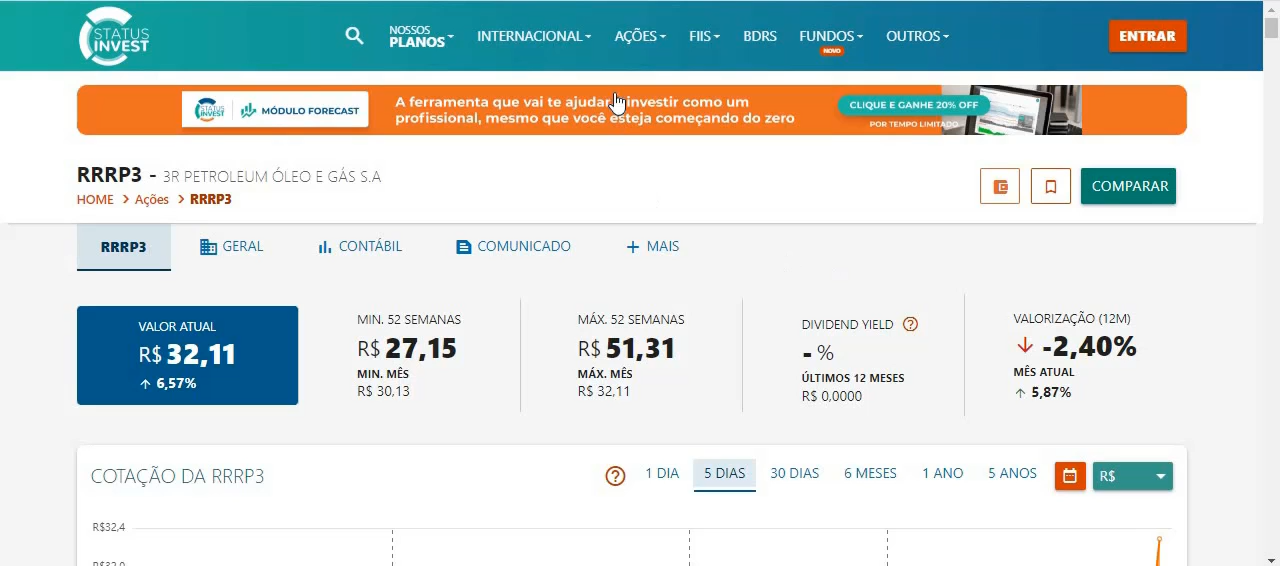 STATUS
INVEST
NOSSOS
PLANOS
INTERNACIONAL
AÇÕES
FIIS
BDRS
FUNDOS
NOVO
OUTROS
ENTRAR
STATUS
INVEST
MÓDULO FORECAST
A ferramenta que vai te ajudar investir como um
profissional, mesmo que você esteja começando do zero
CLIQUE E GANHE 20% OFF
POR TEMPO LIMITADO
RRRP3 - 3R PETROLEUM ÓLEO E GÁS S.A
HOME > Ações > RRRP3
COMPARAR
RRRP3
GERAL
CONTÁBIL
COMUNICADO
+ MAIS
VALOR ATUAL
R$ 32,11
↑ 6,57%
MIN. 52 SEMANAS
R$ 27,15
MIN. MÊS
R$ 30,13
MÁX. 52 SEMANAS
R$ 51,31
MÁX. MÊS
R$ 32,11
DIVIDEND YIELD ?
- %
ÚLTIMOS 12 MESES
R$ 0,0000
VALORIZAÇÃO (12M)
↓ -2,40%
MÊS ATUAL
↑ 5,87%
COTAÇÃO DA RRRP3
?
1 DIA
5 DIAS
30 DIAS
6 MESES
1 ANO
5 ANOS
R$
R$32,4